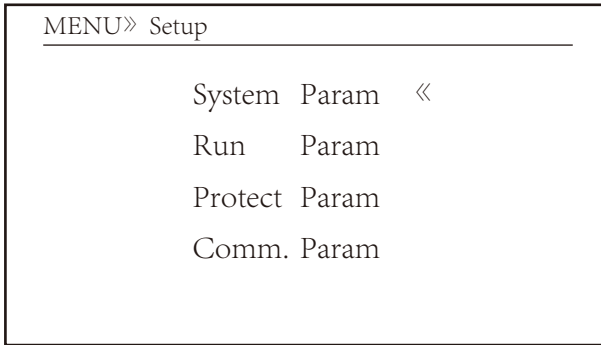 MENU》 Setup
System Param 《
Run Param
Protect Param
Comm. Param